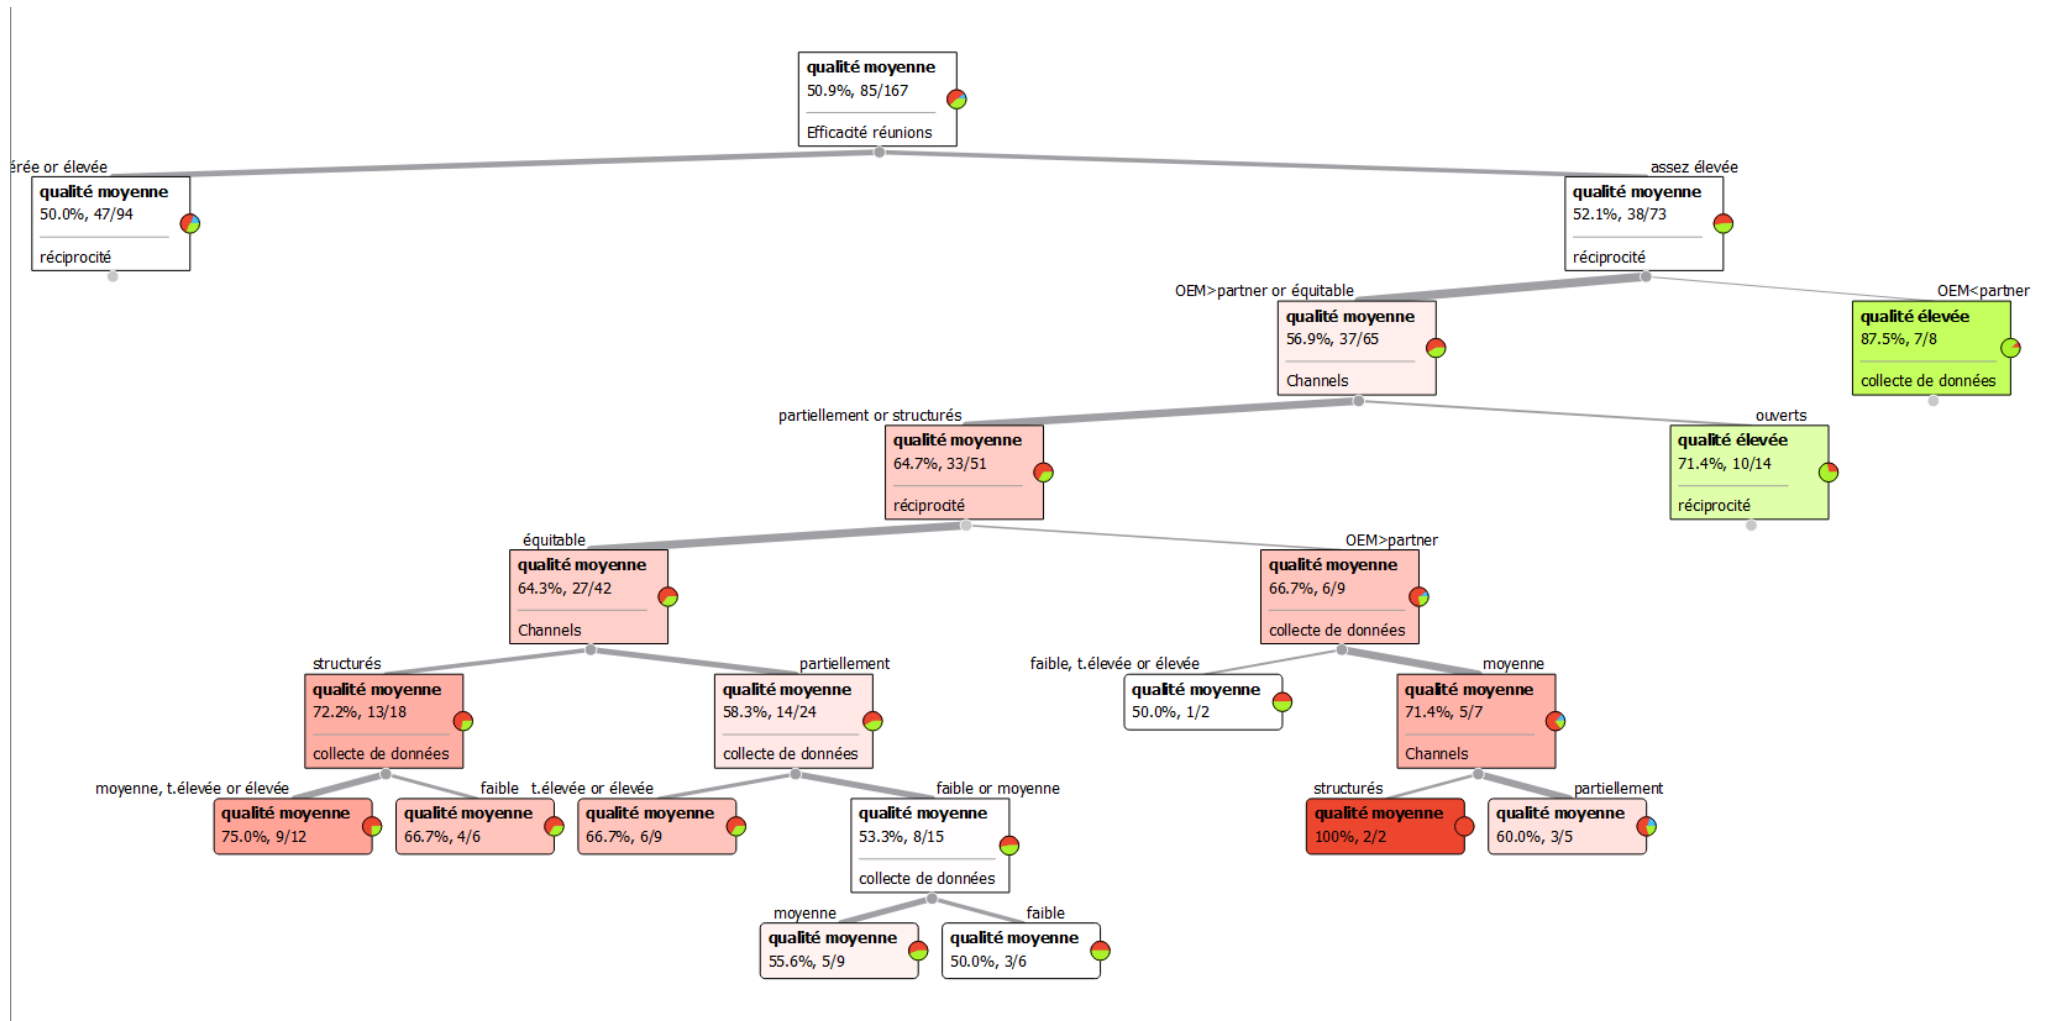 qualité moyenne
50.9%, 85/167
Efficacité réunions
érée or élevée
assez élevée
qualité moyenne
50.0%, 47/94
réciprocité
qualité moyenne
52.1%, 38/73
réciprocité
OEM>partner or équitable
OEM<partner
qualité moyenne
56.9%, 37/65
Channels
qualité élevée
87.5%, 7/8
collecte de données
partiellement or structurés
ouverts
qualité moyenne
64.7%, 33/51
réciprocité
qualité élevée
71.4%, 10/14
réciprocité
équitable
OEM>partner
qualité moyenne
64.3%, 27/42
Channels
qualité moyenne
66.7%, 6/9
collecte de données
structurés
partiellement
faible, t.élevée or élevée
moyenne
qualité moyenne
72.2%, 13/18
collecte de données
qualité moyenne
58.3%, 14/24
collecte de données
qualité moyenne
50.0%, 1/2
qualité moyenne
71.4%, 5/7
Channels
moyenne, t.élevée or élevée
faible
t.élevée or élevée
faible or moyenne
structurés
partiellement
qualité moyenne
75.0%, 9/12
qualité moyenne
66.7%, 4/6
qualité moyenne
66.7%, 6/9
qualité moyenne
53.3%, 8/15
collecte de données
qualité moyenne
100%, 2/2
qualité moyenne
60.0%, 3/5
moyenne
faible
qualité moyenne
55.6%, 5/9
qualité moyenne
50.0%, 3/6